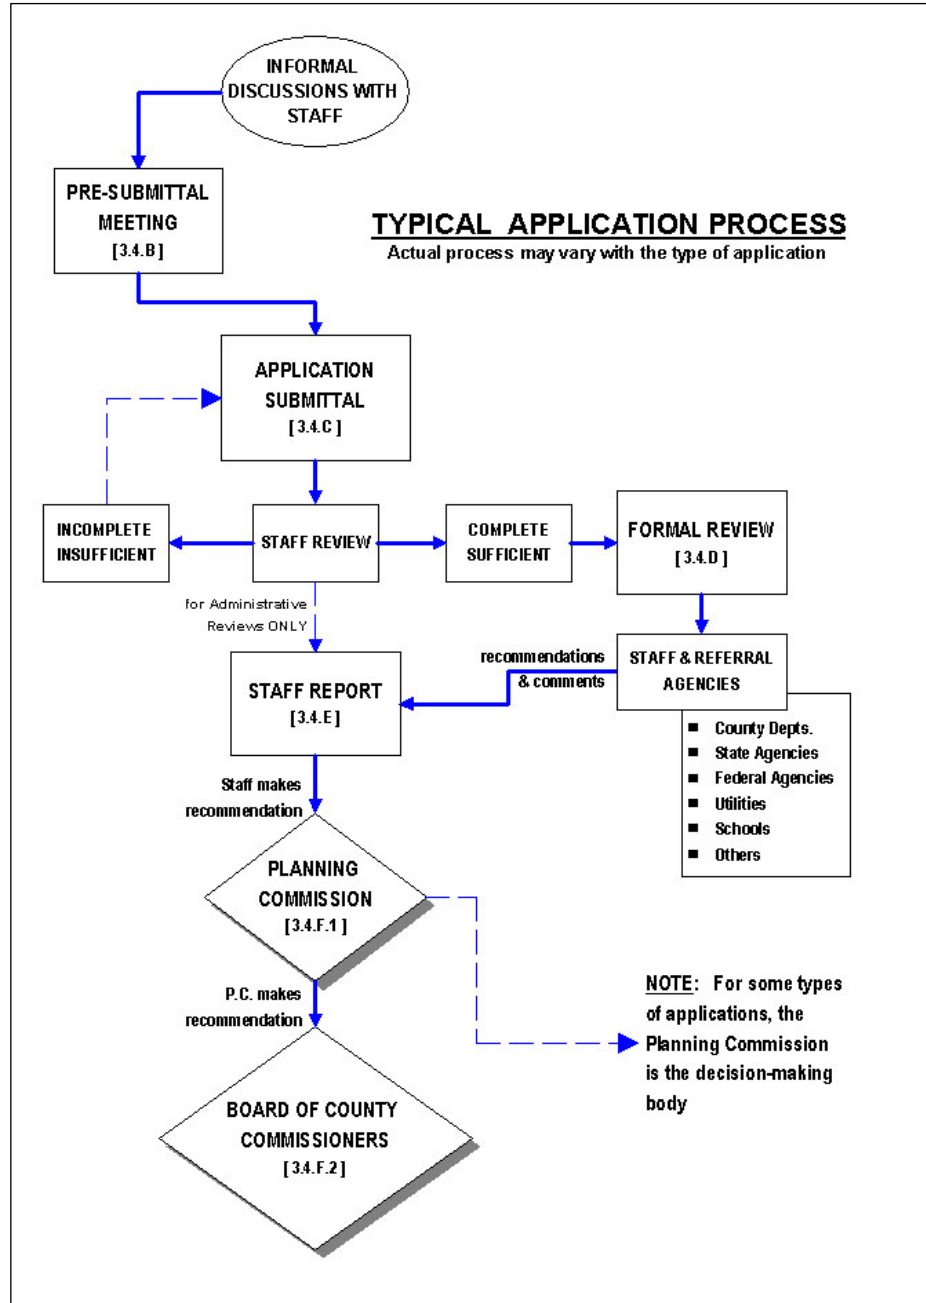 INFORMAL
DISCUSSIONS WITH
STAFF
PRE-SUBMITTAL
MEETING
[ 3.4.B ]
TYPICAL APPLICATION PROCESS
Actual process may vary with the type of application
APPLICATION
SUBMITTAL
[ 3.4.C ]
INCOMPLETE
INSUFFICIENT
STAFF REVIEW
COMPLETE
SUFFICIENT
FORMAL REVIEW
[ 3.4.D ]
for Administrative
Reviews ONLY
recommendations
& comments
STAFF & REFERRAL
AGENCIES
STAFF REPORT
[ 3.4.E ]
■ County Depts.
■ State Agencies
■ Federal Agencies
■ Utilities
■ Schools
■ Others
Staff makes
recommendation
PLANNING
COMMISSION
[ 3.4.F.1 ]
P.C. makes
recommendation
NOTE: For some types
of applications, the
Planning Commission
is the decision-making
body
BOARD OF COUNTY
COMMISSIONERS
[ 3.4.F.2 ]